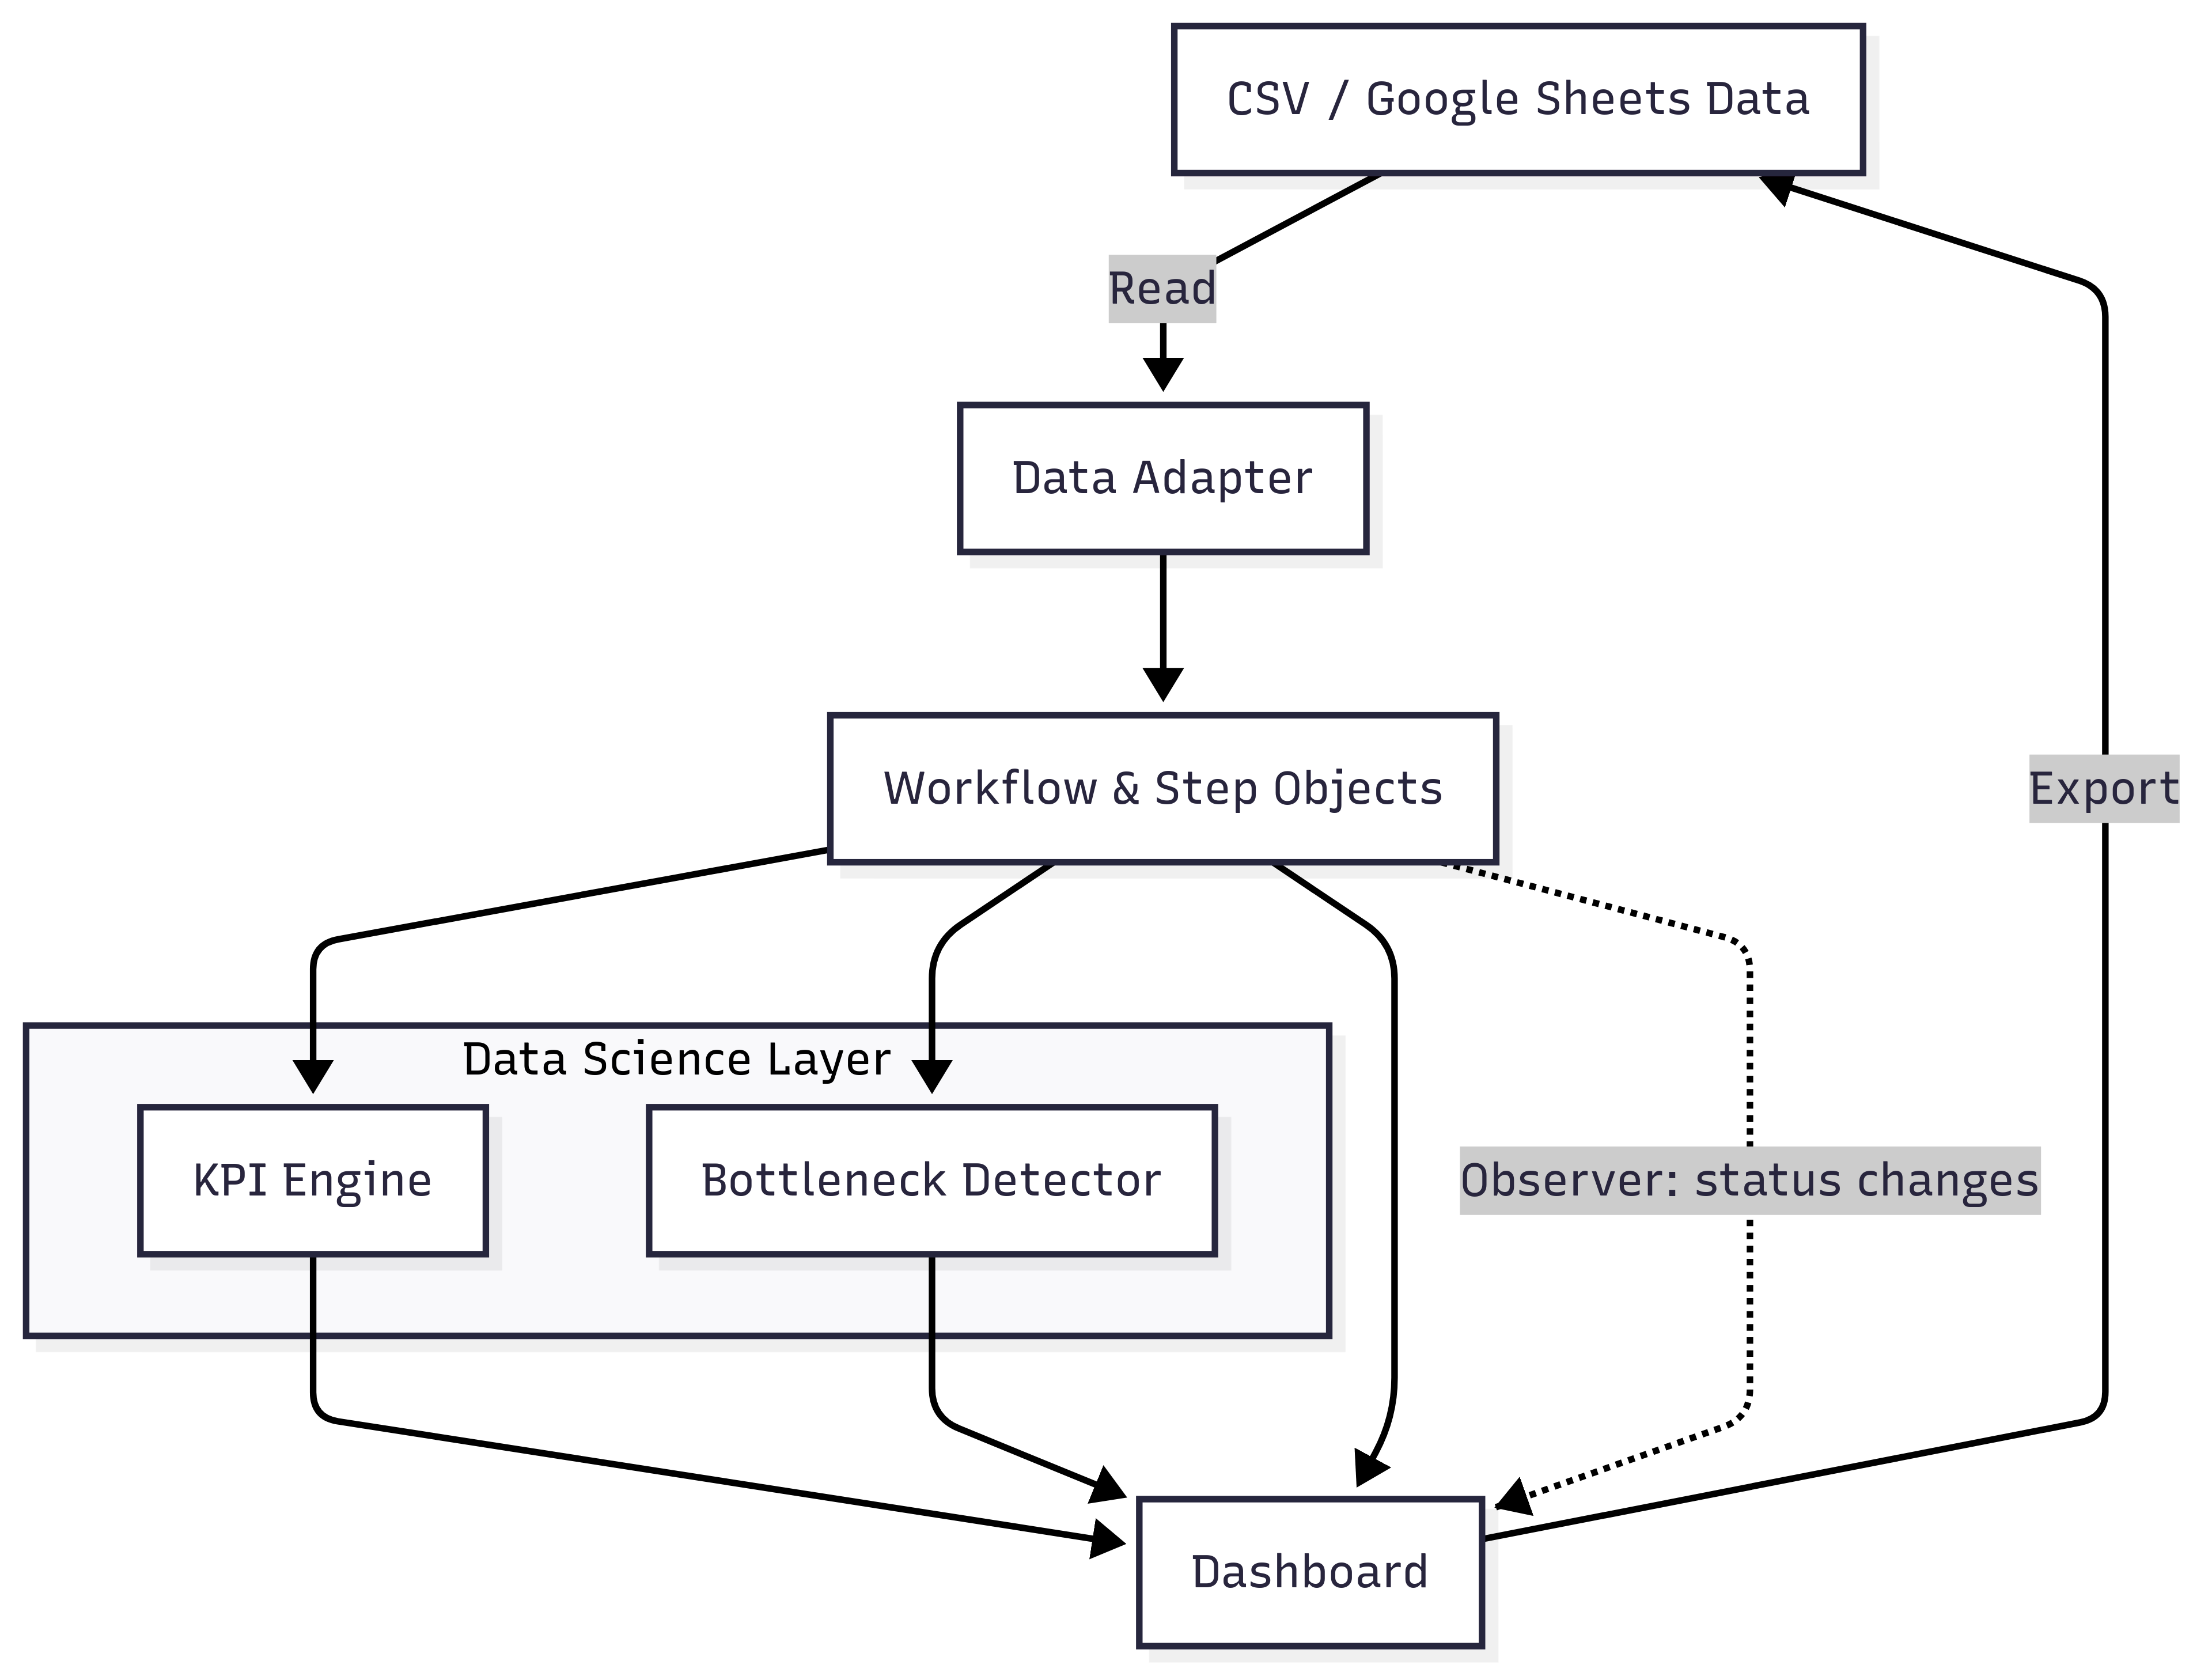 CSV / Google Sheets Data
Read
Data Adapter
Workflow & Step Objects
Export
Data Science Layer
KPI Engine
Bottleneck Detector
Observer: status changes
Dashboard